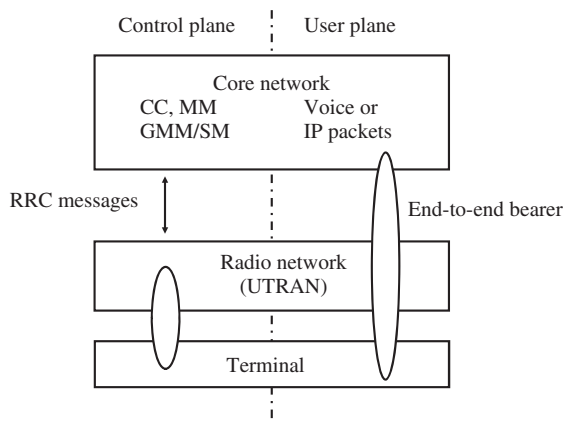 Control plane
User plane
Core network
CC, MM
GMM/SM
Voice or
IP packets
RRC messages
End-to-end bearer
Radio network
(UTRAN)
Terminal